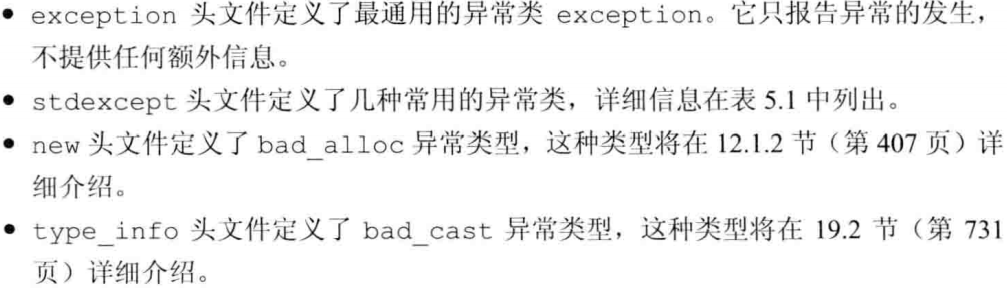 • exception 头文件定义了最通用的异常类 exception。它只报告异常的发生，
不提供任何额外信息。
• stdexcept 头文件定义了几种常用的异常类，详细信息在表 5.1 中列出。
• new 头文件定义了 bad_alloc 异常类型，这种类型将在 12.1.2 节（第 407 页）详
细介绍。
• type_info 头文件定义了 bad_cast 异常类型，这种类型将在 19.2 节（第 731
页）详细介绍。